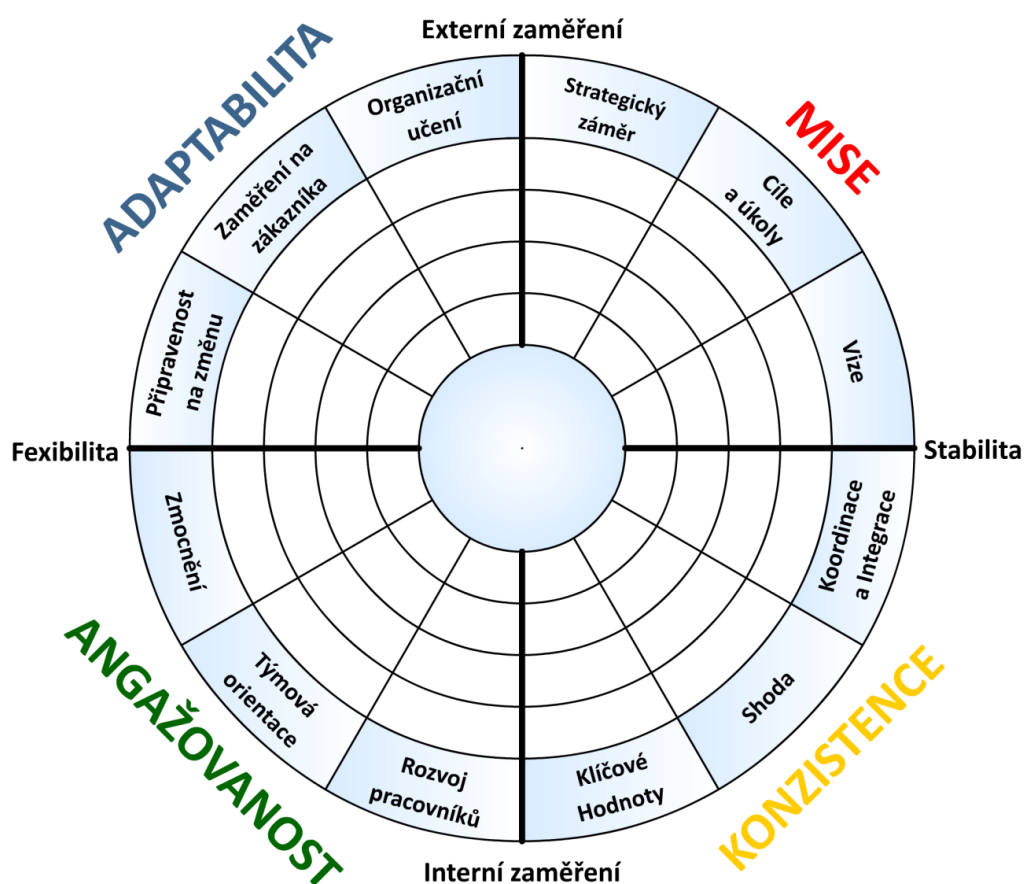 Externí zaměření
ADAPTABILITA
MISE
Organizační
učení
Strategický
záměr
Zaměření na
zákazníka
Cíle
a úkoly
Připravenost
na změnu
Vize
Fexibilita
Stabilita
Zmocnění
Koordinace
a Integrace
Týmová
orientace
Shoda
Rozvoj
pracovníků
Klíčové
Hodnoty
ANGAŽOVANOST
KONZISTENCE
Interní zaměření